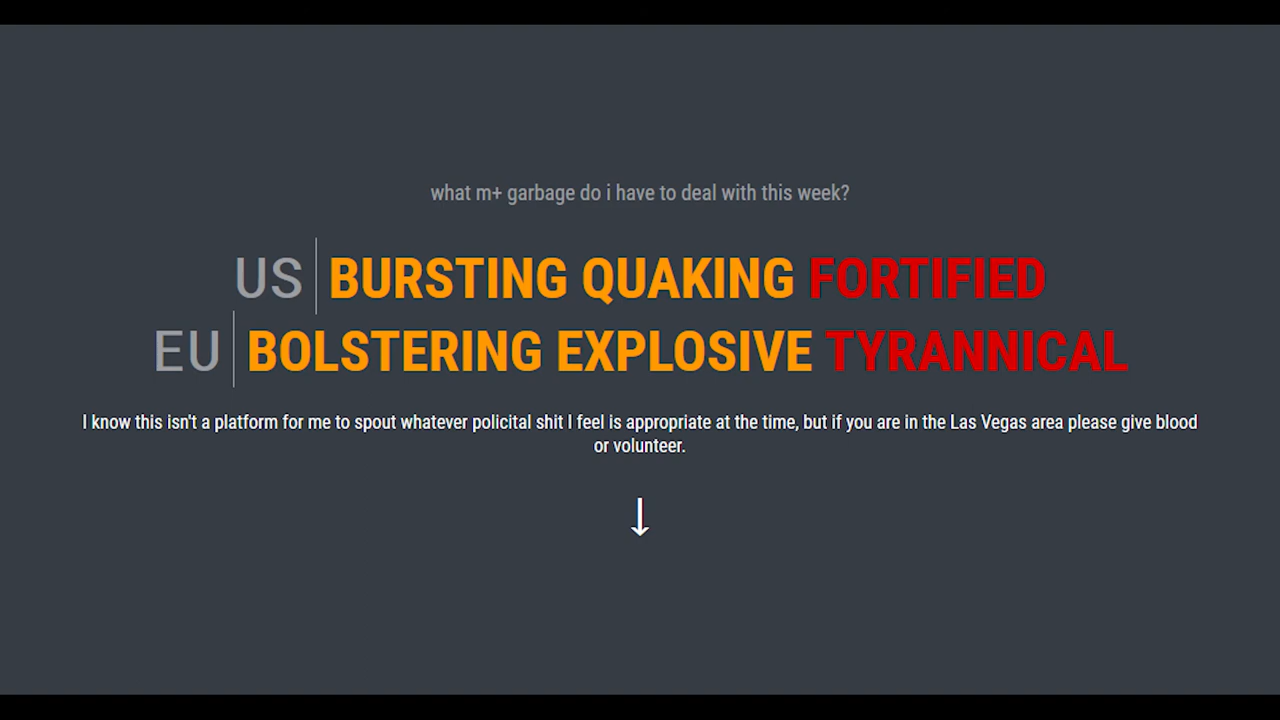 what m+ garbage do i have to deal with this week?
US BURSTING QUAKING FORTIFIED
EU BOLSTERING EXPLOSIVE TYRANNICAL
I know this isn't a platform for me to spout whatever policital shit I feel is appropriate at the time, but if you are in the Las Vegas area please give blood
or volunteer.